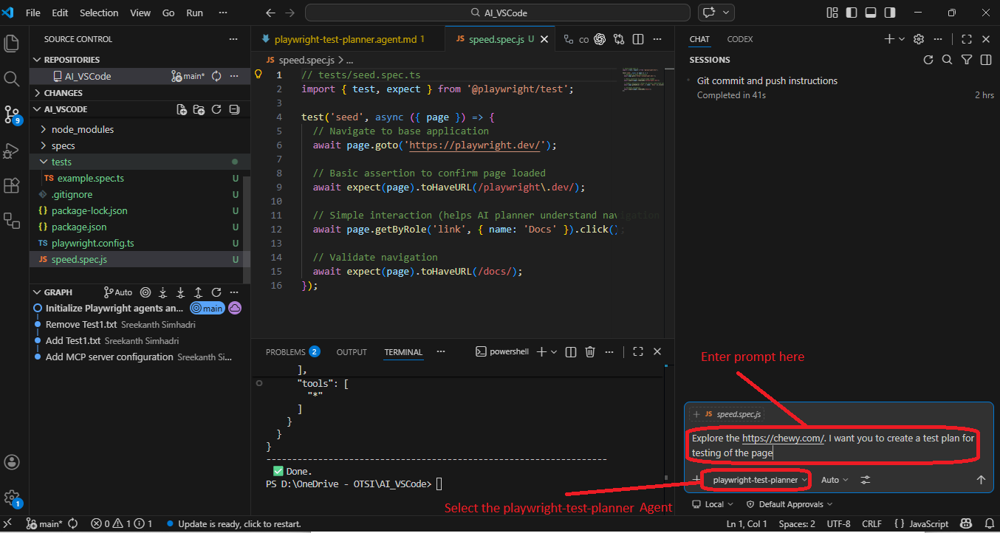 File Edit Selection View Go Run ...
AI_VSCode
SOURCE CONTROL
REPOSITORIES
AI_VSCode main*
CHANGES
AI_VSCODE
node_modules
specs
tests
TS example.spec.ts U
.gitignore U
{} package-lock.json U
{} package.json U
TS playwright.config.ts U
JS speed.spec.js U
GRAPH Auto
Initialize Playwright agents an... main
Remove Test1.txt Sreekanth Simhadri
Add Test1.txt Sreekanth Simhadri
Add MCP server configuration Sreekanth Si...
9
1
playwright-test-planner.agent.md 1
JS speed.spec.js U
co
JS speed.spec.js > ...
1 // tests/seed.spec.ts
2 import { test, expect } from '@playwright/test';
3
4 test('seed', async ({ page }) => {
5 // Navigate to base application
6 await page.goto('https://playwright.dev/');
7
8 // Basic assertion to confirm page loaded
9 await expect(page).toHaveURL(/playwright\.dev/);
10
11 // Simple interaction (helps AI planner understand navigation
12 await page.getByRole('link', { name: 'Docs' }).click();
13
14 // Validate navigation
15 await expect(page).toHaveURL(/docs/);
16 });
PROBLEMS 2 OUTPUT TERMINAL ... powershell
],
"tools": [
"*"
]
}
}
}
------------------------------------------------------------
✅ Done.
PS D:\OneDrive - OTSI\AI_VSCode>
CHAT CODEX
SESSIONS
Git commit and push instructions
Completed in 41s 2 hrs
Enter prompt here
+ JS speed.spec.js
Explore the https://chewy.com/. I want you to create a test plan for
testing of the page
playwright-test-planner Auto
Select the playwright-test-planner Agent
Local Default Approvals
main* 0 1 1 Update is ready, click to restart.
Ln 1, Col 1 Spaces: 2 UTF-8 CRLF {} JavaScript